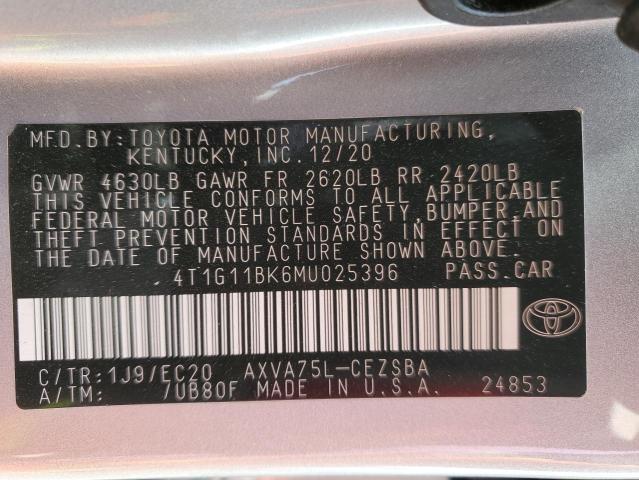 MFD.BY:TOYOTA MOTOR MANUFACTURING,
KENTUCKY,INC.12/20
GVWR 4630LB GAWR FR 2620LB RR 2420LB
THIS VEHICLE CONFORMS TO ALL APPLICABLE
FEDERAL MOTOR VEHICLE SAFETY,BUMPER,AND
THEFT PREVENTION STANDARDS IN EFFECT ON
THE DATE OF MANUFACTURE SHOWN ABOVE.
4T1G11BK6MU025396 PASS.CAR
C/TR:1J9/EC20 AXVA75L-CEZSBA
A/TM: /UB80F MADE IN U.S.A. 24853